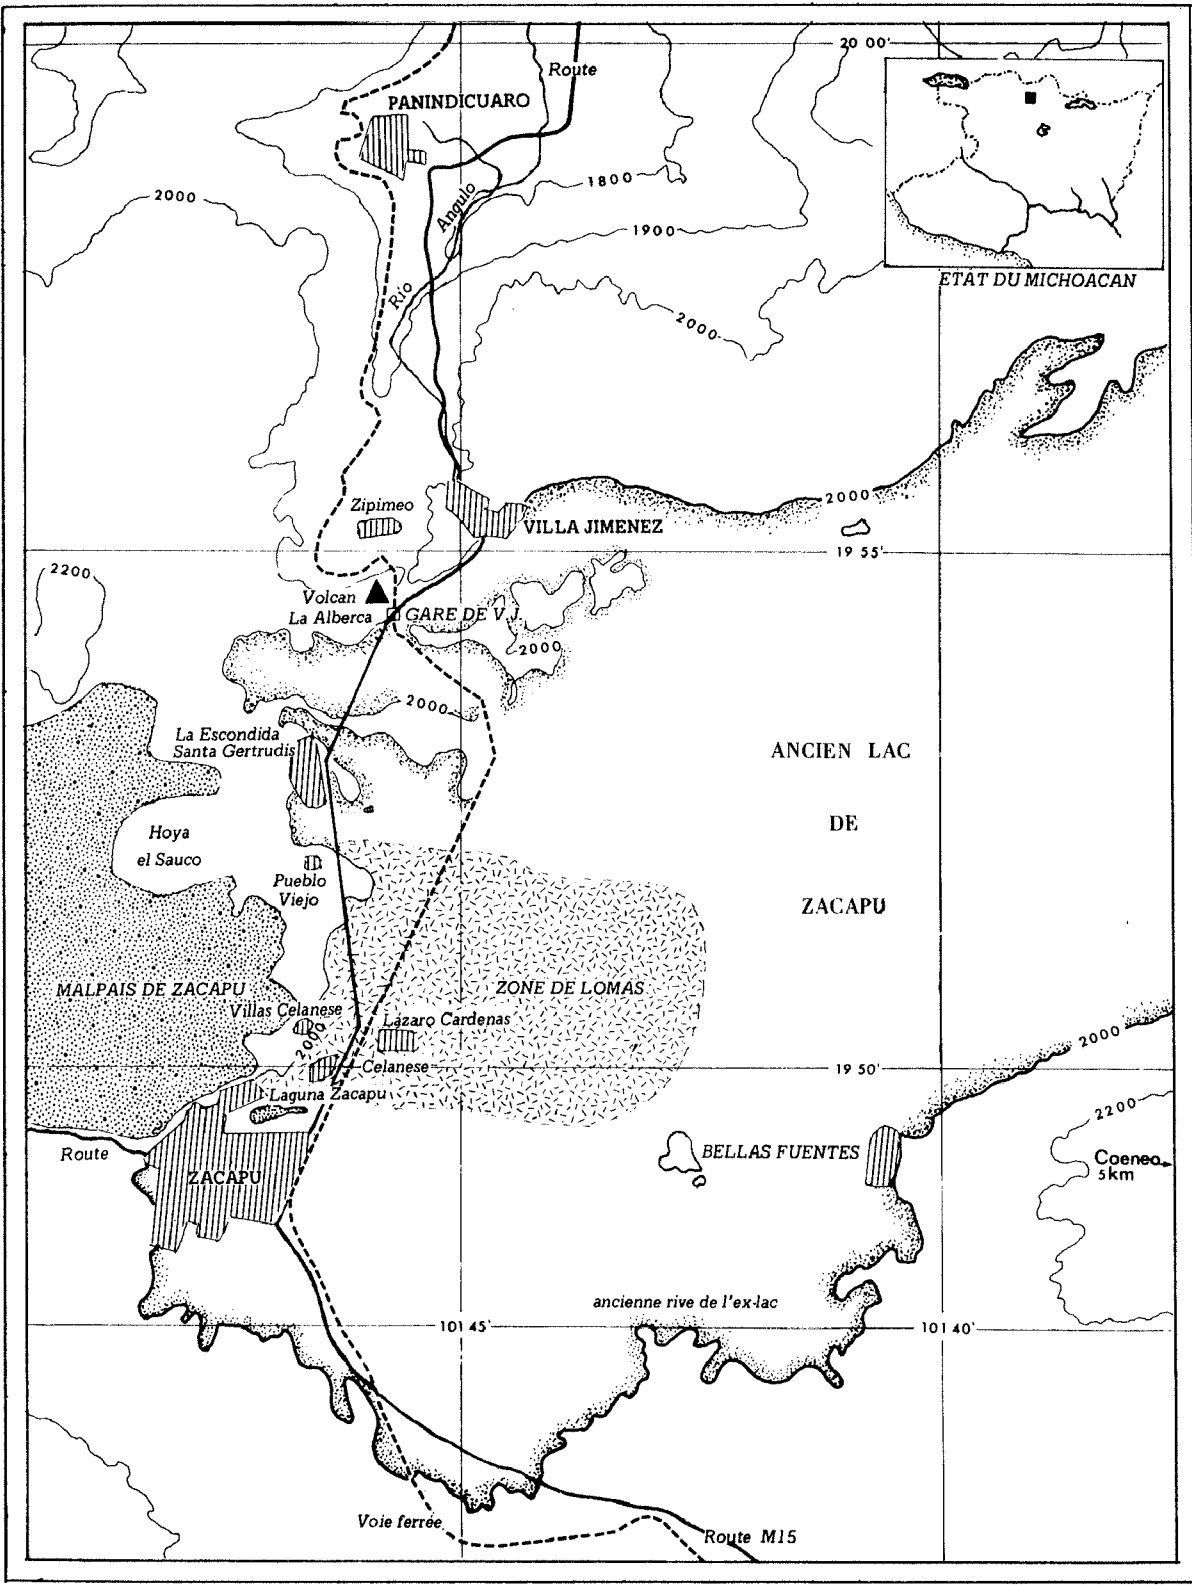 20 00'
Route
PANINDICUARO
1800
2000
Angulo
1900
ETAT DU MICHOACAN
Rio
2000
Zipimeo
2000
VILLA JIMENEZ
19 55'
2200
Volcan
La Alberca
GARE DE V.J.
2000
2000
La Escondida
Santa Gertrudis
ANCIEN LAC
DE
ZACAPU
Hoya
el Sauco
Pueblo
Viejo
MALPAIS DE ZACAPU
ZONE DE LOMAS
Villas Celanese
Lazaro Cardenas
2000
2000
Celanese
19 50'
Laguna Zacapu
2200
Route
BELLAS FUENTES
Coeneo
5km
ZACAPU
ancienne rive de l'ex-lac
101 45'
101 40'
Voie ferrée
Route M15